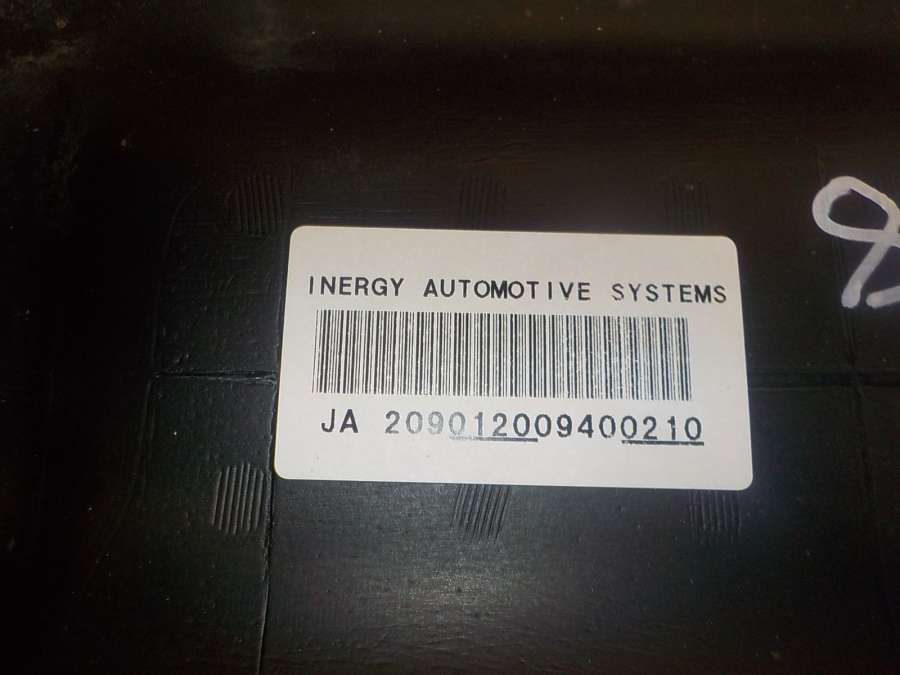 INERGY AUTOMOTIVE SYSTEMS
JA 209012009400210